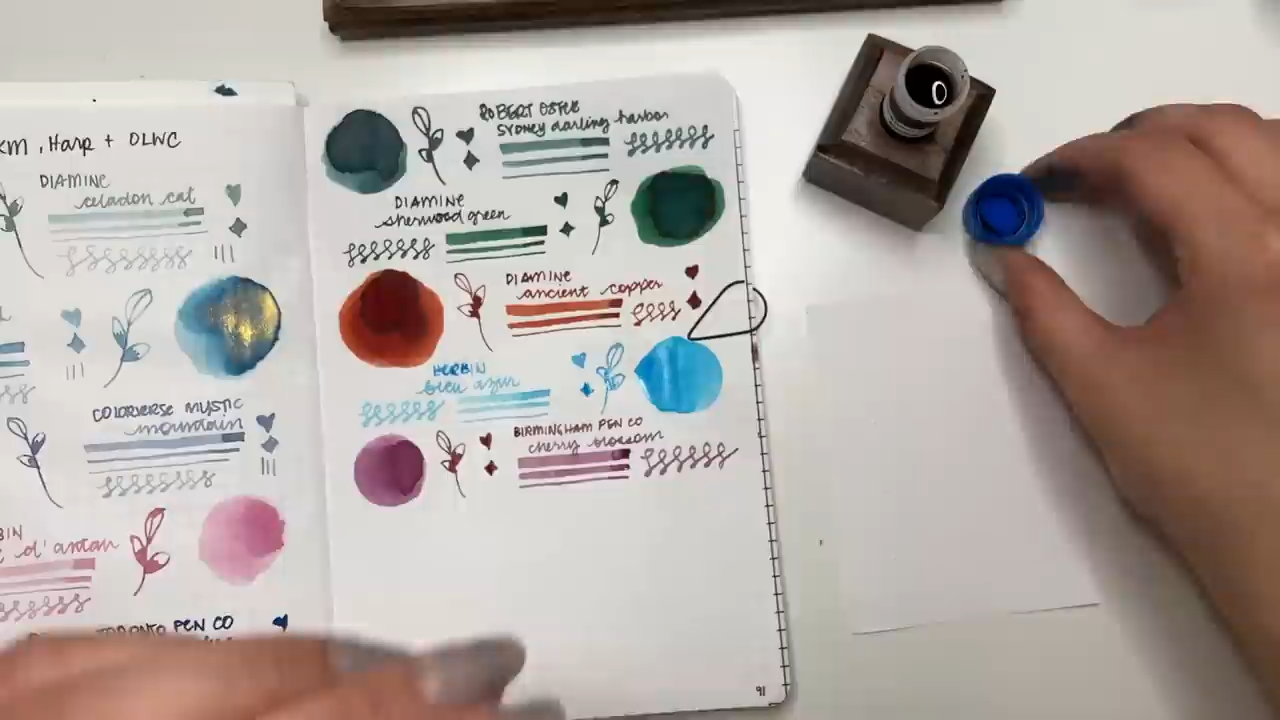 KM, Harp + OLWC
DIAMINE
celadon cat
COLORVERSE MYSTIC
mountain
BIN
d'antan
TORONTO PEN CO
ROBERT OSTER
sydney darling harbor
DIAMINE
sherwood green
DIAMINE
ancient copper
HERBIN
bleu azur
BIRMINGHAM PEN CO
cherry blossom
91